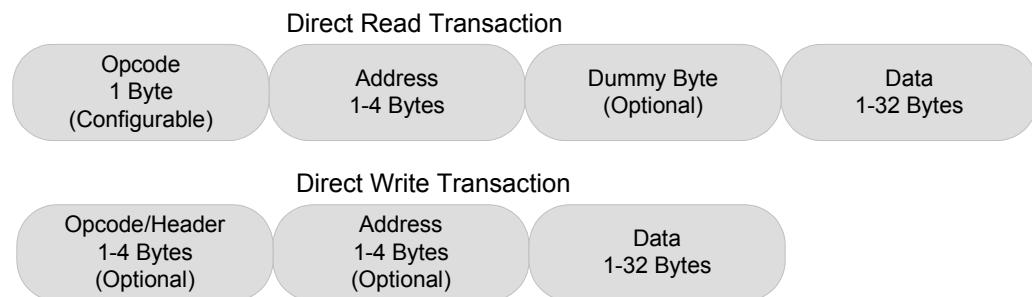 Direct Read Transaction
Opcode
1 Byte
(Configurable)
Address
1-4 Bytes
Dummy Byte
(Optional)
Data
1-32 Bytes
Direct Write Transaction
Opcode/Header
1-4 Bytes
(Optional)
Address
1-4 Bytes
(Optional)
Data
1-32 Bytes